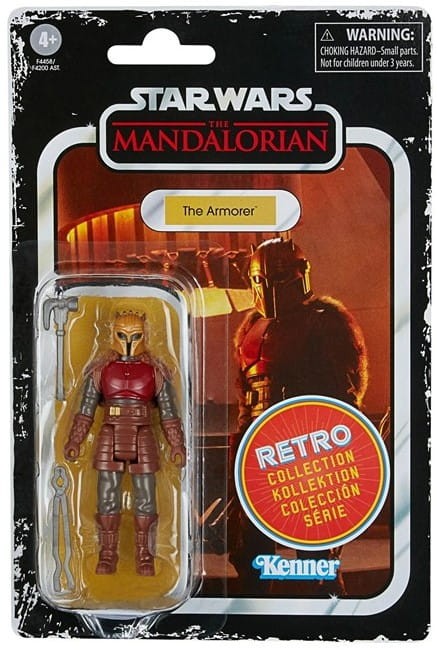 4+
F4458/
F4200 AST.
WARNING:
CHOKING HAZARD—Small parts.
Not for children under 3 years.
STAR WARS
THE
MANDALORIAN
The Armorer™
RETRO
COLLECTION
KOLLEKTION
COLECCIÓN
SÉRIE
Kenner